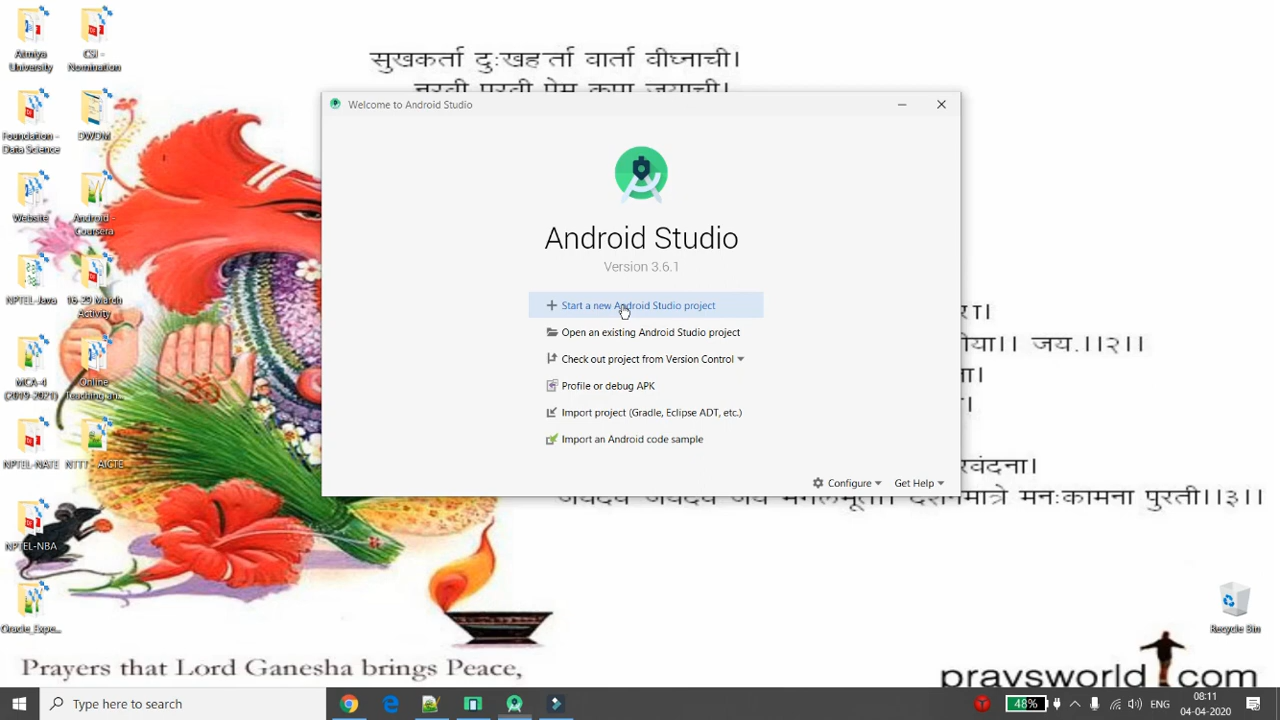 Atmiya University
CSI - Nomination
Foundation - Data Science
DWDM
Website
Android - Coursera
NPTEL-Java
16-29 March Activity
MCA-4 (2019-2021)
Online Teaching an...
NPTEL-NATE
NTTT - AICTE
NPTEL-NBA
Oracle_Expe...
सुखकर्ता दुःखहर्ता वार्ता वीघ्नाची।
नुरवी पुरवी प्रेम कृपा जयाची।
Welcome to Android Studio
Android Studio
Version 3.6.1
Start a new Android Studio project
Open an existing Android Studio project
Check out project from Version Control
Profile or debug APK
Import project (Gradle, Eclipse ADT, etc.)
Import an Android code sample
Configure
Get Help
जय.।।२।।
दर्शनमात्रे मनःकामना पुरती।।३।।
Recycle Bin
Prayers that Lord Ganesha brings Peace,
pravsworld com
Type here to search
48%
ENG
08:11
04-04-2020